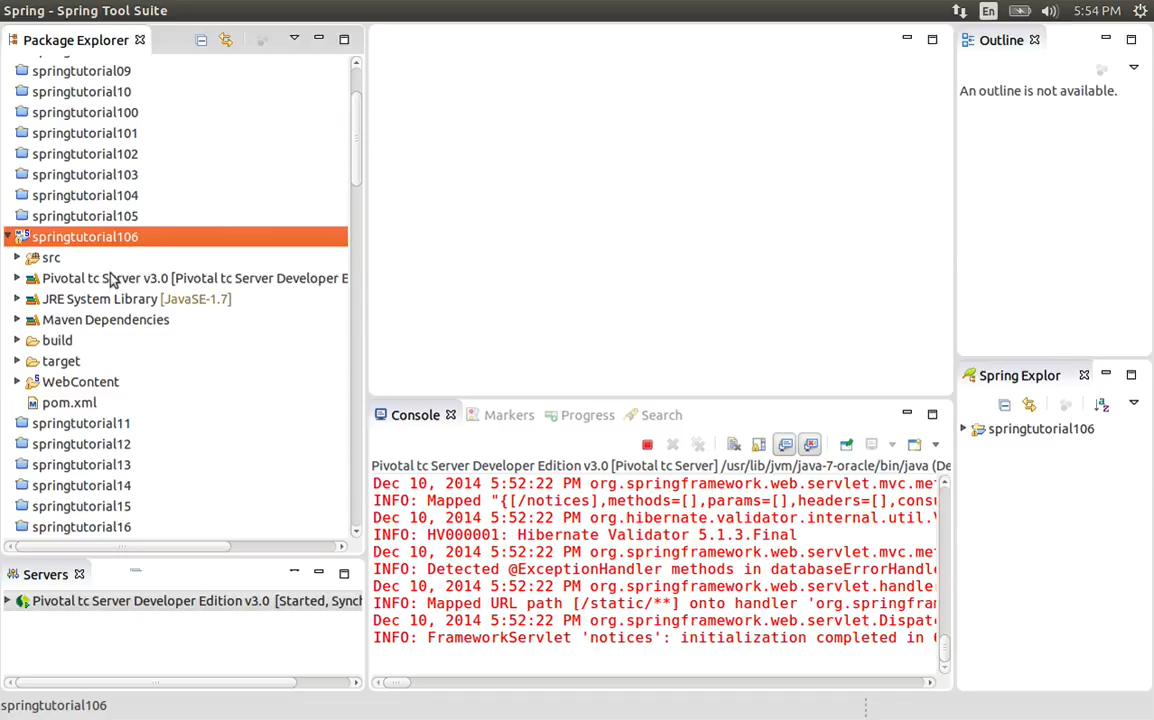 Spring - Spring Tool Suite
En
5:54 PM
Package Explorer
springtutorial09
springtutorial10
springtutorial100
springtutorial101
springtutorial102
springtutorial103
springtutorial104
springtutorial105
springtutorial106
src
Pivotal tc Server v3.0 [Pivotal tc Server Developer E
JRE System Library [JavaSE-1.7]
Maven Dependencies
build
target
WebContent
pom.xml
springtutorial11
springtutorial12
springtutorial13
springtutorial14
springtutorial15
springtutorial16
Servers
Pivotal tc Server Developer Edition v3.0 [Started, Synch
springtutorial106
Console
Markers
Progress
Search
Pivotal tc Server Developer Edition v3.0 [Pivotal tc Server] /usr/lib/jvm/java-7-oracle/bin/java (De
Dec 10, 2014 5:52:22 PM org.springframework.web.servlet.mvc.met
INFO: Mapped "{[/notices],methods=[],params=[],headers=[],consu
Dec 10, 2014 5:52:22 PM org.hibernate.validator.internal.util.V
INFO: HV000001: Hibernate Validator 5.1.3.Final
Dec 10, 2014 5:52:22 PM org.springframework.web.servlet.mvc.met
INFO: Detected @ExceptionHandler methods in databaseErrorHandle
Dec 10, 2014 5:52:22 PM org.springframework.web.servlet.handler
INFO: Mapped URL path [/static/**] onto handler 'org.springfram
Dec 10, 2014 5:52:22 PM org.springframework.web.servlet.Dispat
INFO: FrameworkServlet 'notices': initialization completed in 6
Outline
An outline is not available.
Spring Explor
springtutorial106